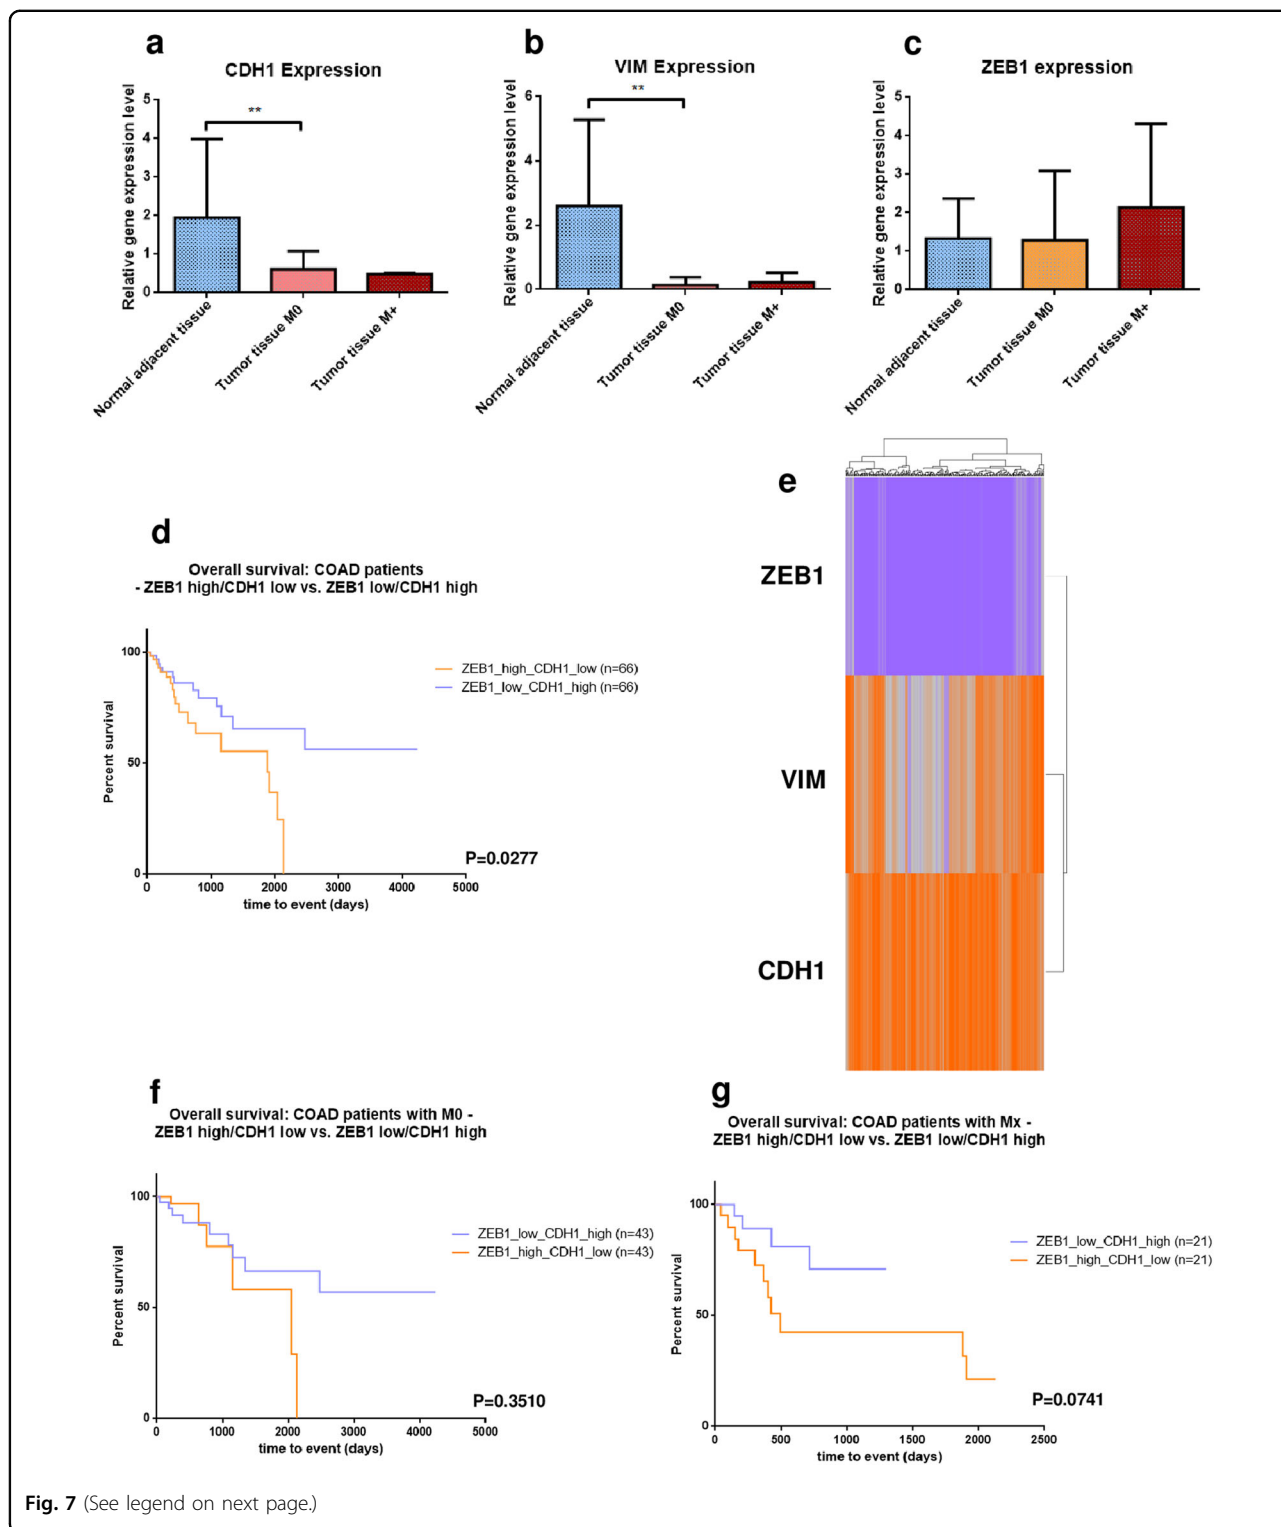 a
CDH1 Expression
Relative gene expression level
5
4
3
2
1
0
**
Normal adjacent tissue
Tumor tissue M0
Tumor tissue M+
b
VIM Expression
Relative gene expression level
6
4
2
0
**
Normal adjacent tissue
Tumor tissue M0
Tumor tissue M+
c
ZEB1 expression
Relative gene expression level
5
4
3
2
1
0
Normal adjacent tissue
Tumor tissue M0
Tumor tissue M+
d
Overall survival: COAD patients
- ZEB1 high/CDH1 low vs. ZEB1 low/CDH1 high
Percent survival
100
50
0
ZEB1_high_CDH1_low (n=66)
ZEB1_low_CDH1_high (n=66)
P=0.0277
0 1000 2000 3000 4000 5000
time to event (days)
e
ZEB1
VIM
CDH1
f
Overall survival: COAD patients with M0 -
ZEB1 high/CDH1 low vs. ZEB1 low/CDH1 high
Percent survival
100
50
0
ZEB1_low_CDH1_high (n=43)
ZEB1_high_CDH1_low (n=43)
P=0.3510
0 1000 2000 3000 4000 5000
time to event (days)
g
Overall survival: COAD patients with Mx -
ZEB1 high/CDH1 low vs. ZEB1 low/CDH1 high
Percent survival
100
50
0
ZEB1_low_CDH1_high (n=21)
ZEB1_high_CDH1_low (n=21)
P=0.0741
0 500 1000 1500 2000 2500
time to event (days)
Fig. 7 (See legend on next page.)